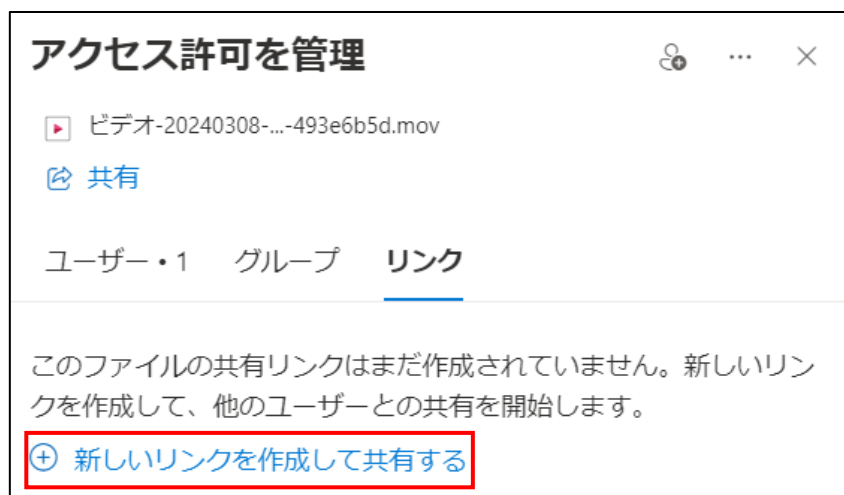 アクセス許可を管理
ビデオ-20240308-...-493e6b5d.mov
共有
ユーザー・1 グループ リンク
このファイルの共有リンクはまだ作成されていません。新しいリン
クを作成して、他のユーザーとの共有を開始します。
新しいリンクを作成して共有する